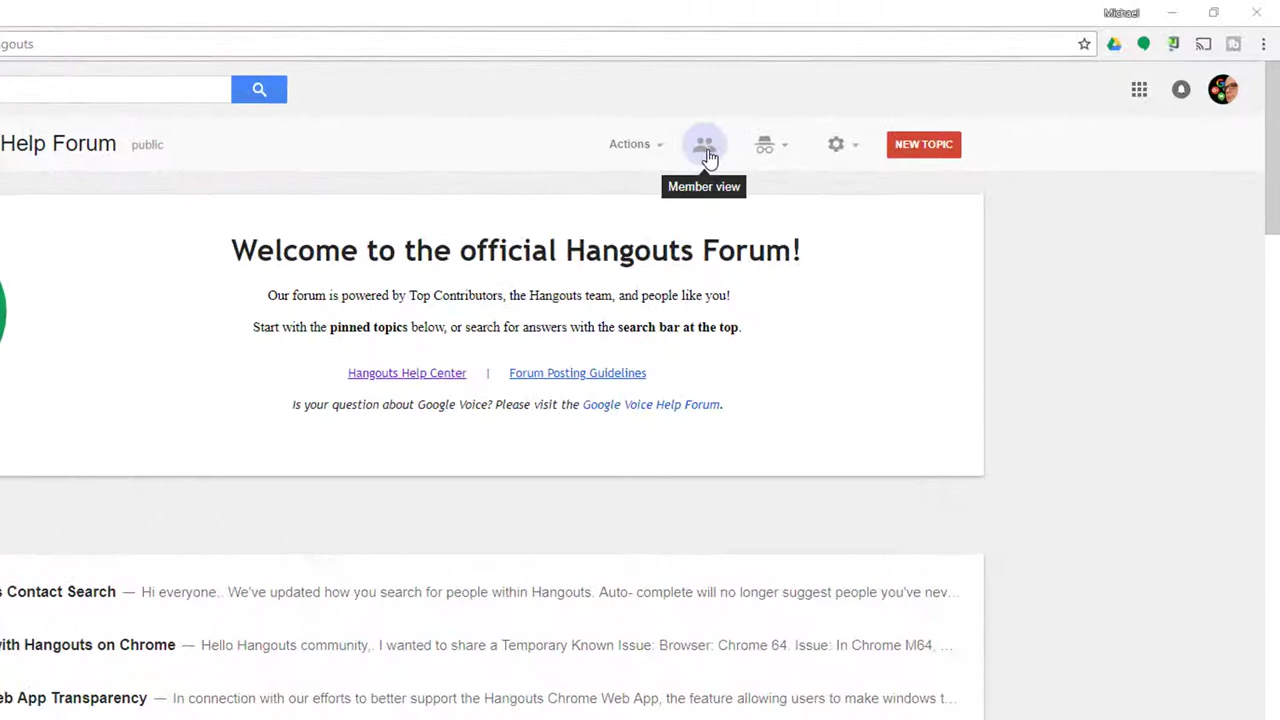 Michael
gouts
Help Forum public Actions NEW TOPIC
Member view
Welcome to the official Hangouts Forum!
Our forum is powered by Top Contributors, the Hangouts team, and people like you!
Start with the pinned topics below, or search for answers with the search bar at the top.
Hangouts Help Center | Forum Posting Guidelines
Is your question about Google Voice? Please visit the Google Voice Help Forum.
s Contact Search — Hi everyone,. We've updated how you search for people within Hangouts. Auto- complete will no longer suggest people you've nev...
with Hangouts on Chrome — Hello Hangouts community,. I wanted to share a Temporary Known Issue: Browser: Chrome 64. Issue: In Chrome M64, ...
eb App Transparency — In connection with our efforts to better support the Hangouts Chrome Web App, the feature allowing users to make windows t...